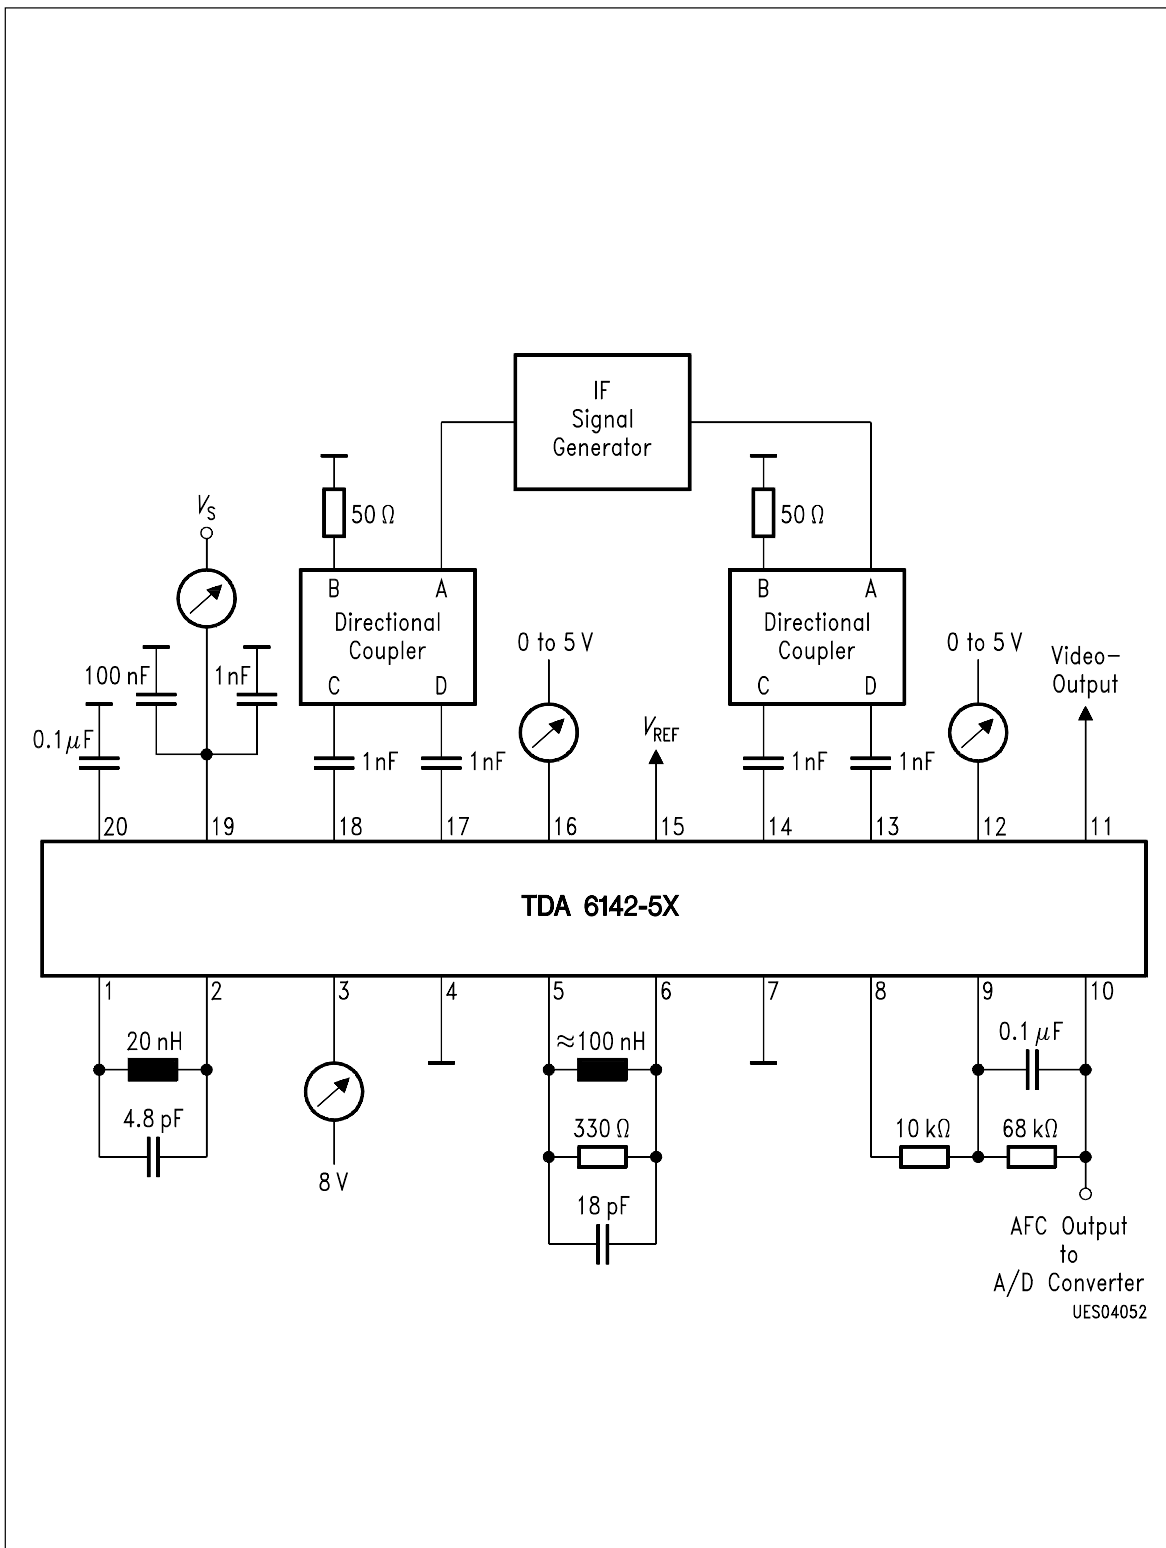 IF
Signal
Generator
50 Ω
50 Ω
V_S
B A
Directional
Coupler
C D
B A
Directional
Coupler
C D
100 nF
1 nF
0.1 µF
0 to 5 V
0 to 5 V
Video-
Output
V_REF
1 nF
1 nF
1 nF
1 nF
20 19 18 17 16 15 14 13 12 11
TDA 6142-5X
1 2 3 4 5 6 7 8 9 10
20 nH
4.8 pF
8 V
≈100 nH
330 Ω
18 pF
0.1 µF
10 kΩ
68 kΩ
AFC Output
to
A/D Converter
UES04052